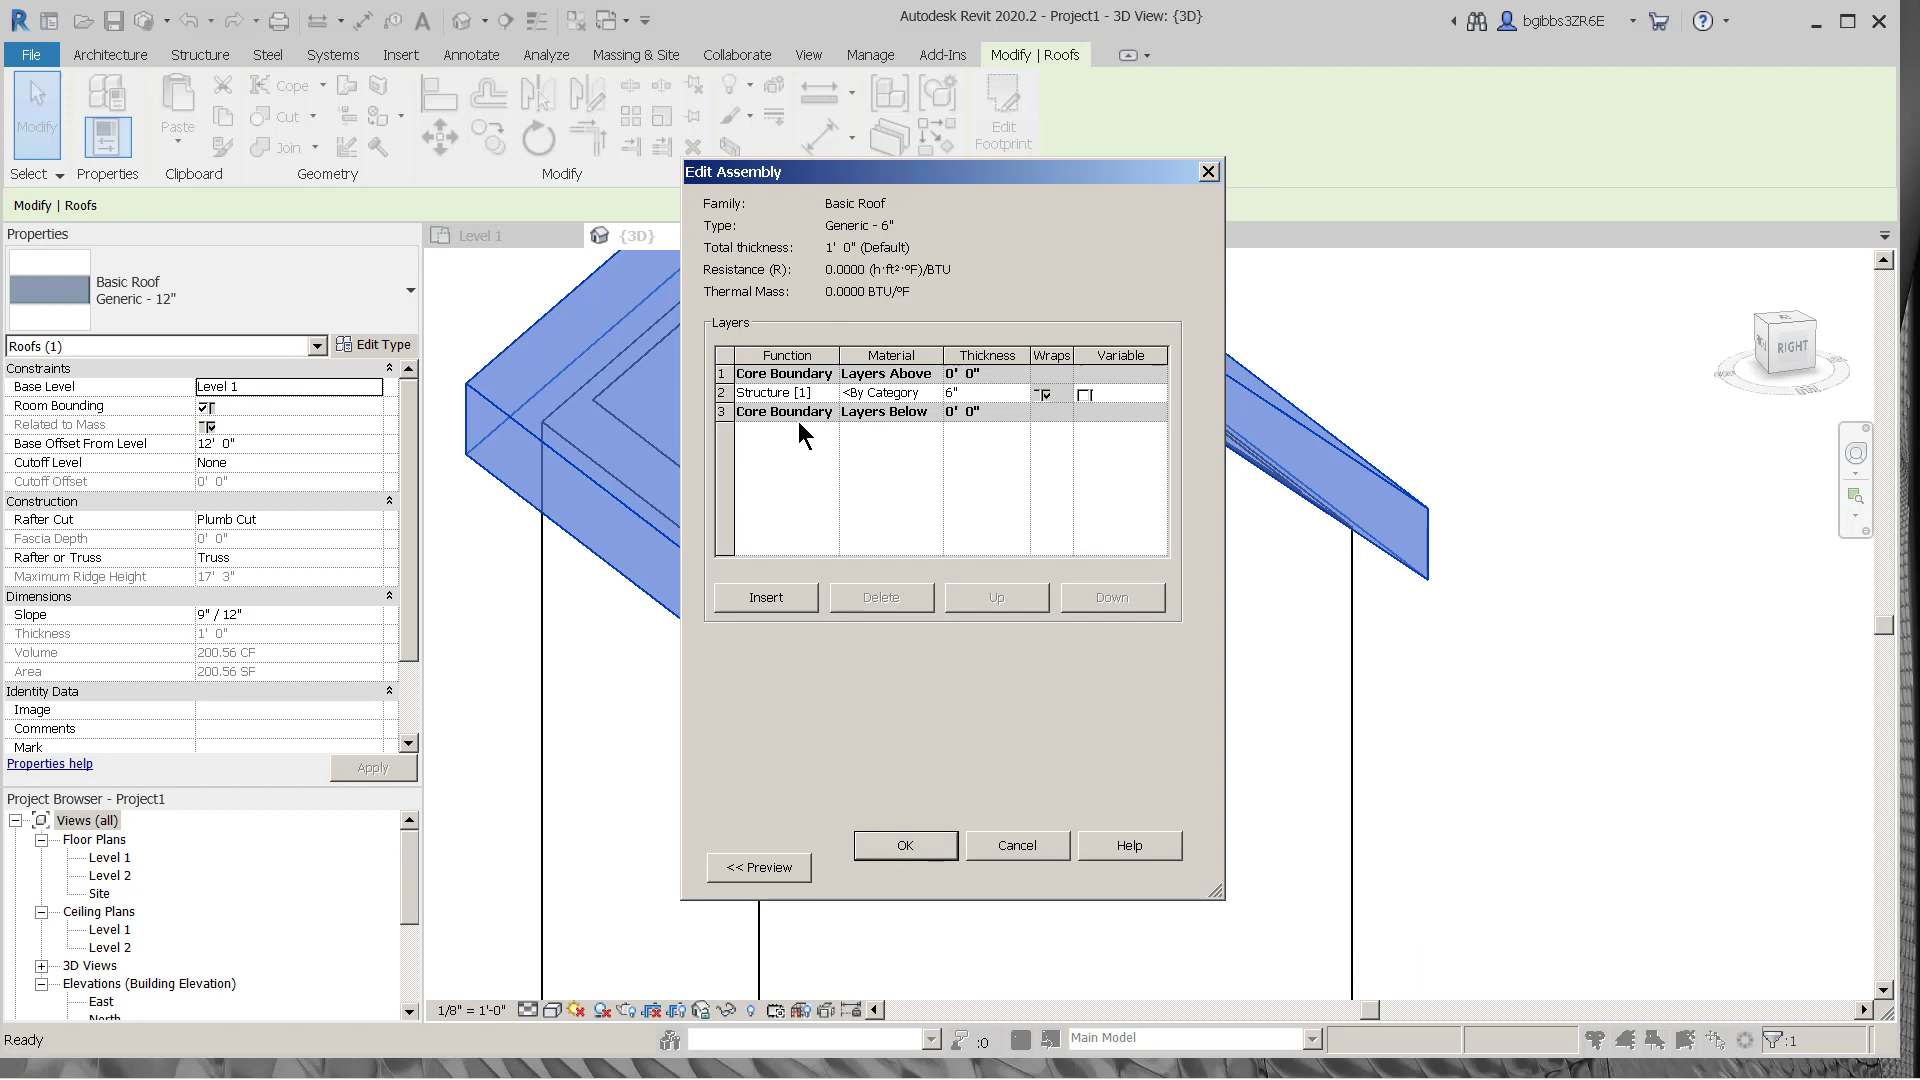 Autodesk Revit 2020.2 - Project1 - 3D View: {3D}
bgibbs3ZR6E
File Architecture Structure Steel Systems Insert Annotate Analyze Massing & Site Collaborate View Manage Add-Ins Modify | Roofs
Modify
Paste
Cope
Cut
Join
Edit
Footprint
Select Properties Clipboard Geometry Modify
Modify | Roofs
Properties
Basic Roof
Generic - 12"
Roofs (1) Edit Type
Constraints
Base Level Level 1
Room Bounding
Related to Mass
Base Offset From Level 12' 0"
Cutoff Level None
Cutoff Offset 0' 0"
Construction
Rafter Cut Plumb Cut
Fascia Depth 0' 0"
Rafter or Truss Truss
Maximum Ridge Height 17' 3"
Dimensions
Slope 9" / 12"
Thickness 1' 0"
Volume 200.56 CF
Area 200.56 SF
Identity Data
Image
Comments
Mark
Properties help Apply
Project Browser - Project1
Views (all)
Floor Plans
Level 1
Level 2
Site
Ceiling Plans
Level 1
Level 2
3D Views
Elevations (Building Elevation)
East
North
Level 1 {3D}
RIGHT
Edit Assembly
Family: Basic Roof
Type: Generic - 6"
Total thickness: 1' 0" (Default)
Resistance (R): 0.0000 (h·ft²·ºF)/BTU
Thermal Mass: 0.0000 BTU/ºF
Layers
Function Material Thickness Wraps Variable
1 Core Boundary Layers Above 0' 0"
2 Structure [1] <By Category 6"
3 Core Boundary Layers Below 0' 0"
Insert Delete Up Down
OK Cancel Help
<< Preview
1/8" = 1'-0"
Ready
:0
Main Model
:1